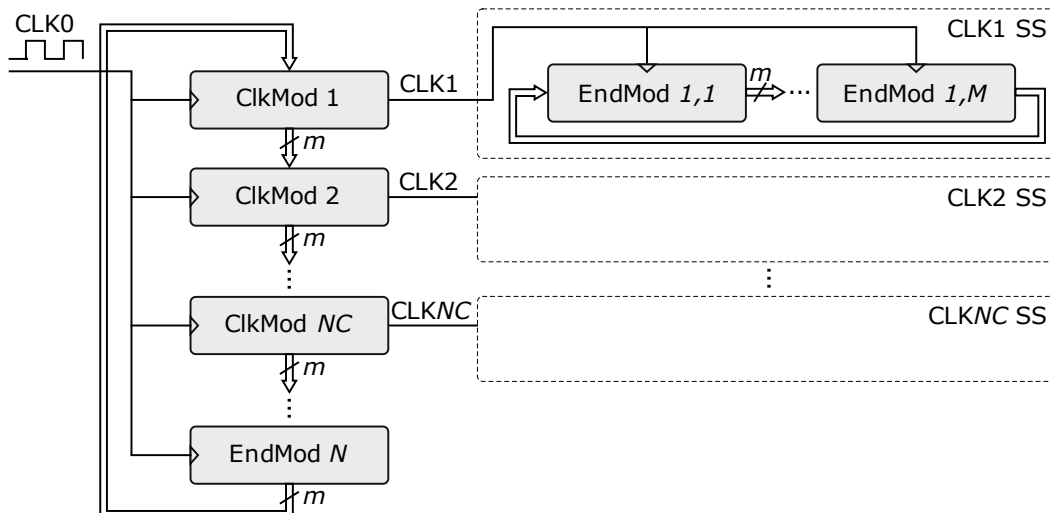 CLK0
CLK1 SS
ClkMod 1
CLK1
EndMod 1,1
m
...
EndMod 1,M
m
ClkMod 2
CLK2
CLK2 SS
m
ClkMod NC
CLKNC
CLKNC SS
m
EndMod N
m